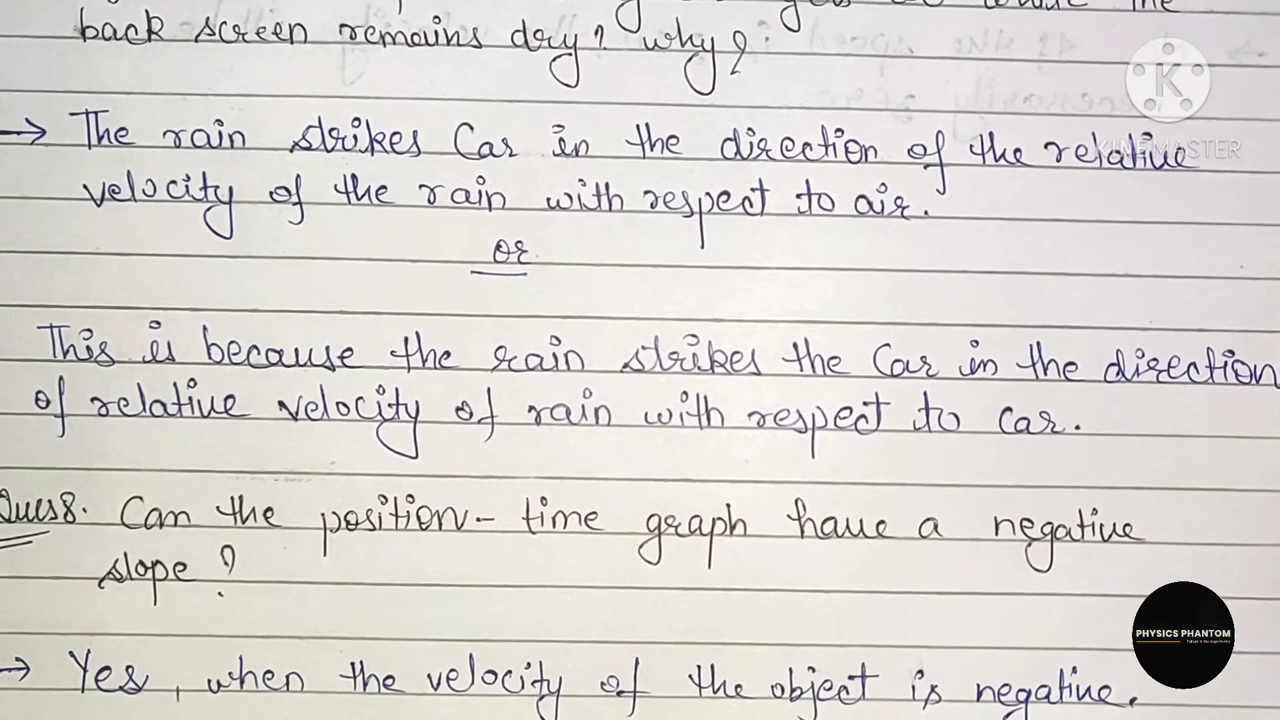 back screen remains dry? why?
→ The rain strikes Car in the direction of the relative
velocity of the rain with respect to air.
or
This is because the rain strikes the Car in the direction
of relative velocity of rain with respect to car.
Ques8. Can the position-time graph have a negative
slope?
→ Yes, when the velocity of the object is negative.
K
KINEMASTER
PHYSICS PHANTOM